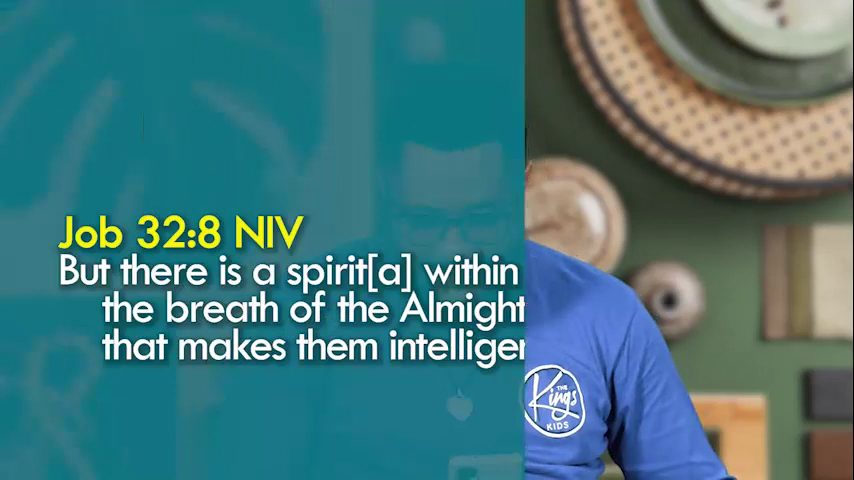 Job 32:8 NIV
But there is a spirit[a] within
the breath of the Almight
that makes them intelliger
THE
Kings
KIDS